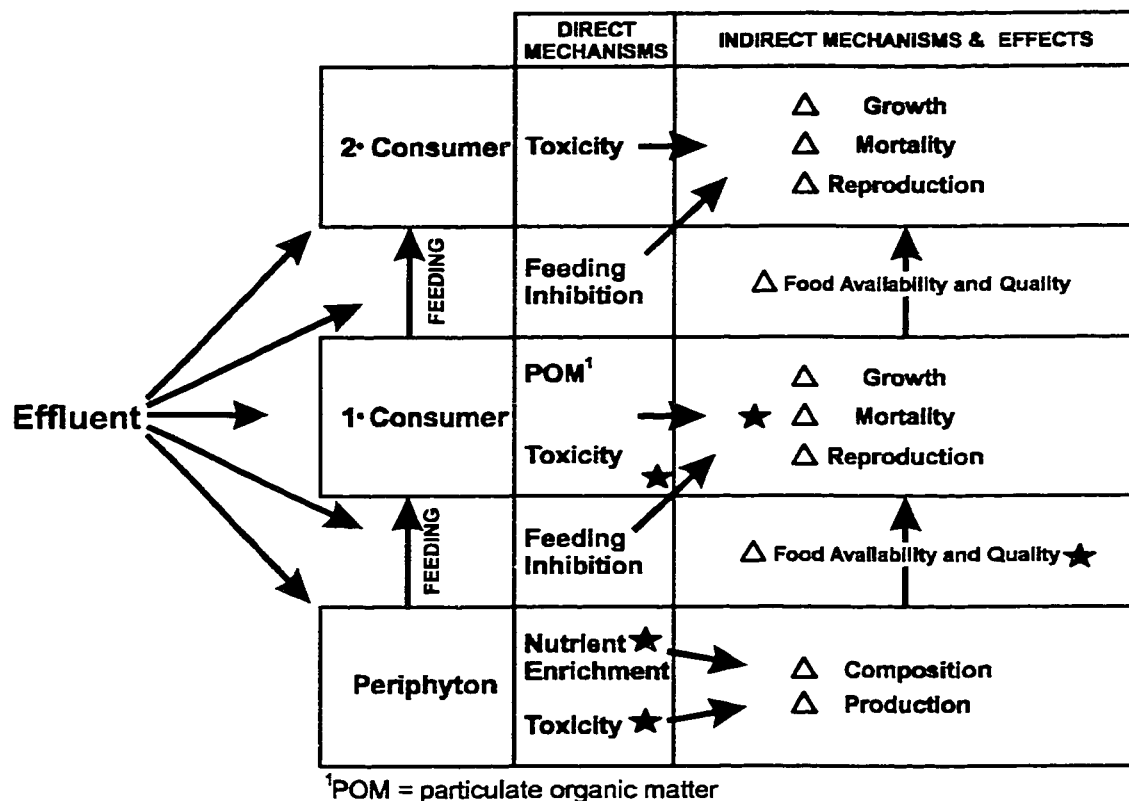 DIRECT
MECHANISMS
INDIRECT MECHANISMS & EFFECTS
2• Consumer
Toxicity
△ Growth
△ Mortality
△ Reproduction
FEEDING
Feeding
Inhibition
△ Food Availability and Quality
Effluent
1• Consumer
POM¹
Toxicity ★
△ Growth
★ △ Mortality
△ Reproduction
FEEDING
Feeding
Inhibition
△ Food Availability and Quality ★
Periphyton
Nutrient ★
Enrichment
Toxicity ★
△ Composition
△ Production
¹POM = particulate organic matter